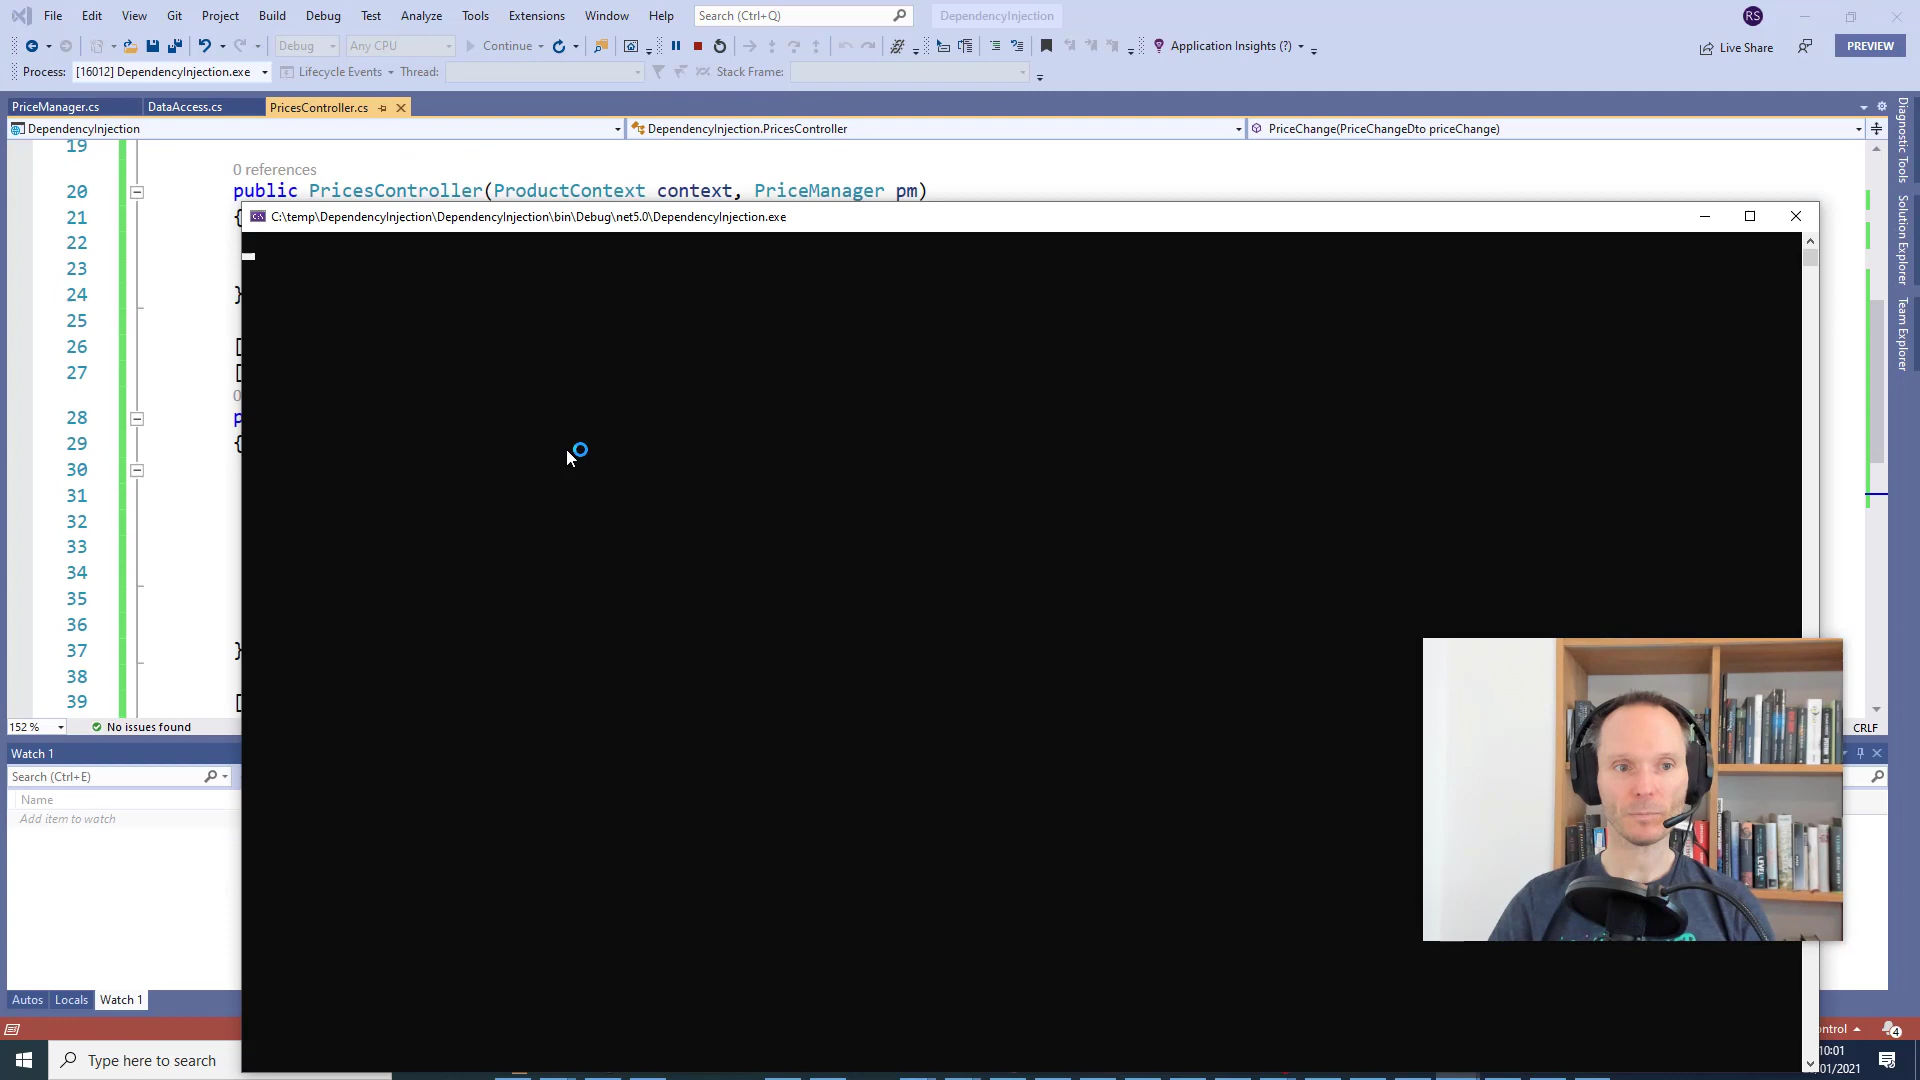 File Edit View Git Project Build Debug Test Analyze Tools Extensions Window Help Search (Ctrl+Q) DependencyInjection RS
Debug Any CPU Continue Application Insights (?) Live Share PREVIEW
Process: [16012] DependencyInjection.exe Lifecycle Events Thread: Stack Frame:
PriceManager.cs DataAccess.cs PricesController.cs
DependencyInjection DependencyInjection.PricesController PriceChange(PriceChangeDto priceChange)
19
0 references
20 public PricesController(ProductContext context, PriceManager pm)
21 {
C:\temp\DependencyInjection\DependencyInjection\bin\Debug\net5.0\DependencyInjection.exe
22
23
24 }
25
26 [
27 [
0
28 p
29 {
30
31
32
33
34
35
36
37 }
38
39 [
152 % No issues found CRLF
Watch 1
Search (Ctrl+E)
Name
Add item to watch
Autos Locals Watch 1
Diagnostic Tools
Solution Explorer
Team Explorer
ntrol 4
Type here to search
10:01
/01/2021